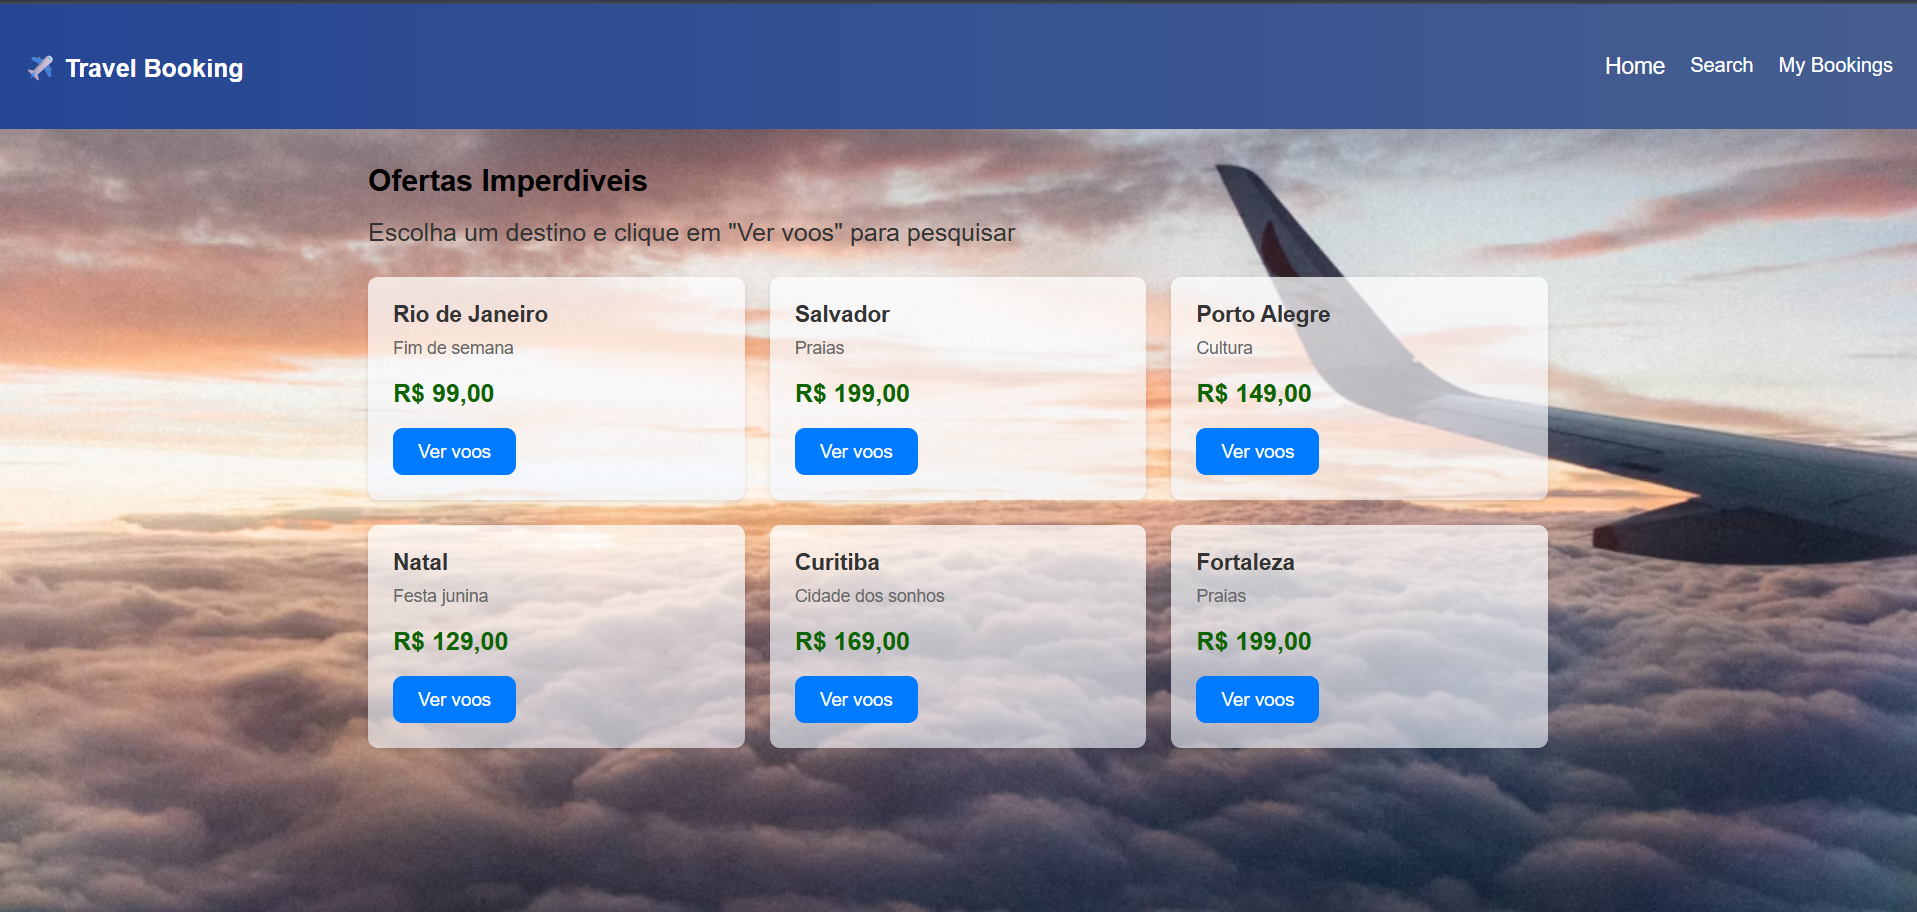 Travel Booking
Home Search My Bookings
Ofertas Imperdiveis
Escolha um destino e clique em "Ver voos" para pesquisar
Rio de Janeiro
Fim de semana
R$ 99,00
Ver voos
Salvador
Praias
R$ 199,00
Ver voos
Porto Alegre
Cultura
R$ 149,00
Ver voos
Natal
Festa junina
R$ 129,00
Ver voos
Curitiba
Cidade dos sonhos
R$ 169,00
Ver voos
Fortaleza
Praias
R$ 199,00
Ver voos